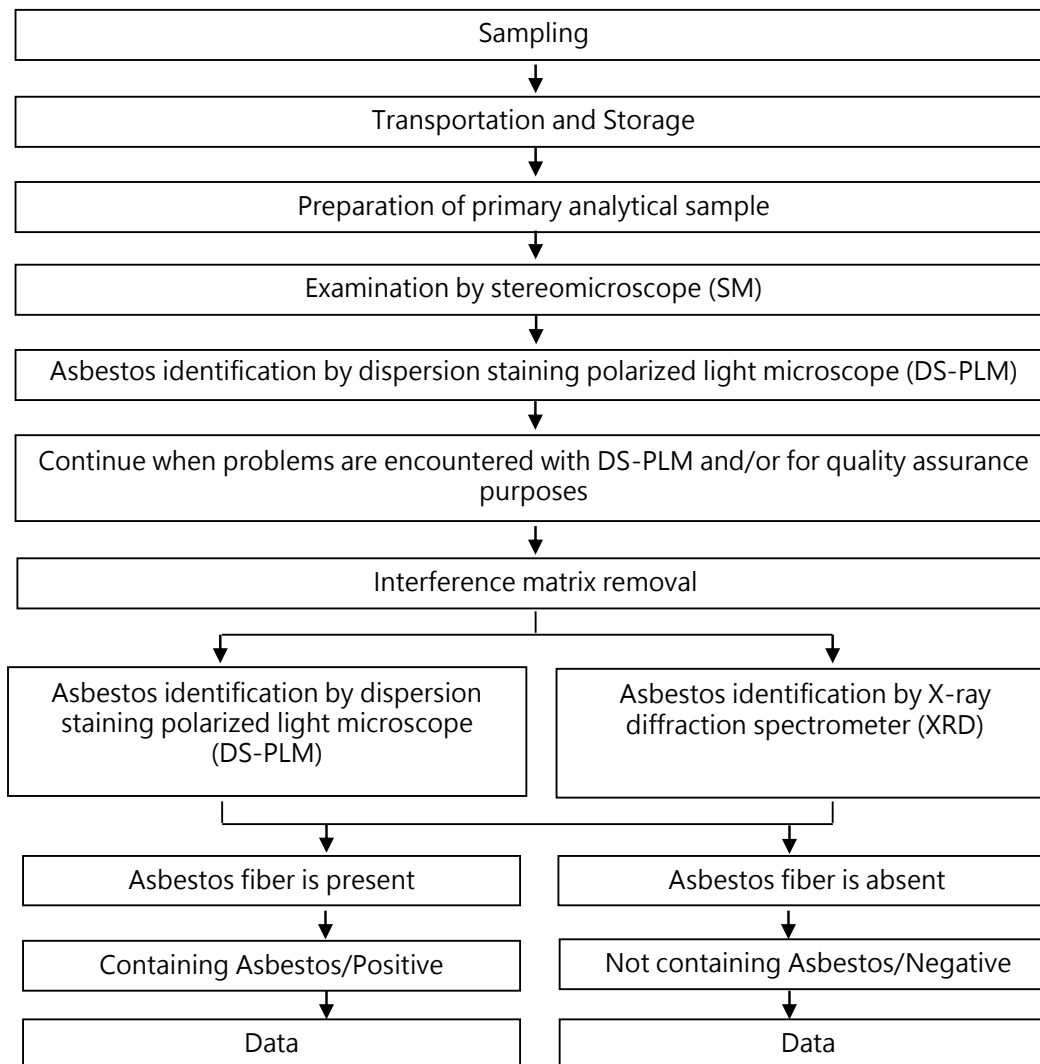 Sampling
Transportation and Storage
Preparation of primary analytical sample
Examination by stereomicroscope (SM)
Asbestos identification by dispersion staining polarized light microscope (DS-PLM)
Continue when problems are encountered with DS-PLM and/or for quality assurance
purposes
Interference matrix removal
Asbestos identification by dispersion
staining polarized light microscope
(DS-PLM)
Asbestos identification by X-ray
diffraction spectrometer (XRD)
Asbestos fiber is present
Asbestos fiber is absent
Containing Asbestos/Positive
Not containing Asbestos/Negative
Data
Data